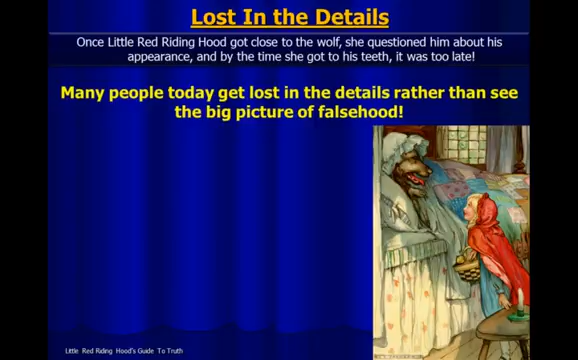 Lost In the Details
Once Little Red Riding Hood got close to the wolf, she questioned him about his
appearance, and by the time she got to his teeth, it was too late!
Many people today get lost in the details rather than see
the big picture of falsehood!
Little Red Riding Hood's Guide To Truth